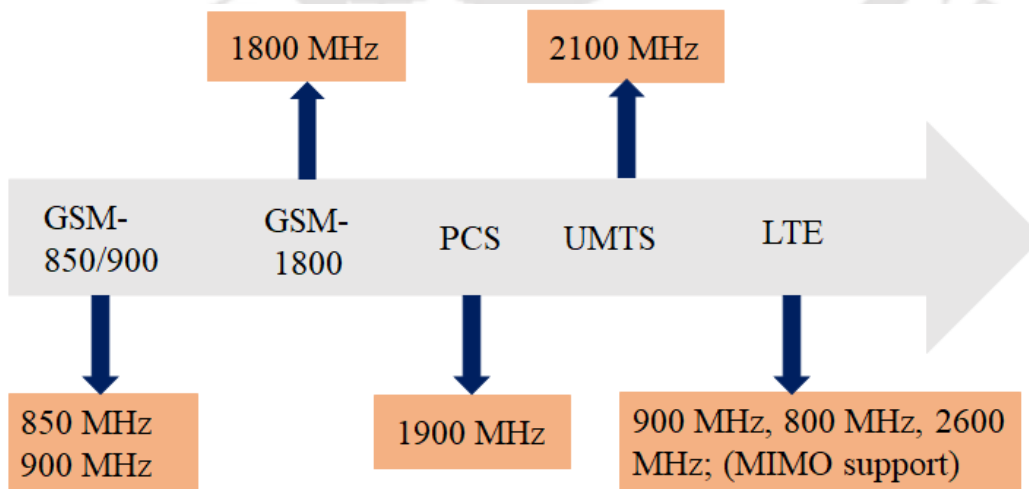 1800 MHz
2100 MHz
GSM-
850/900
GSM-
1800
PCS
UMTS
LTE
850 MHz
900 MHz
1900 MHz
900 MHz, 800 MHz, 2600
MHz; (MIMO support)